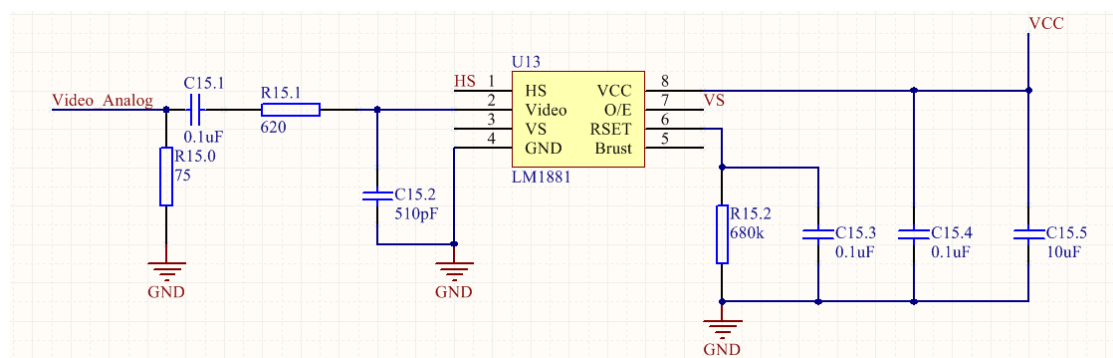 VCC
U13
C15.1
R15.1
HS
1
8
Video_Analog
HS
VCC
2
7
VS
Video
O/E
620
3
6
0.1uF
VS
RSET
R15.0
4
5
75
GND
Brust
LM1881
C15.2
510pF
R15.2
680k
C15.3
0.1uF
C15.4
0.1uF
C15.5
10uF
GND
GND
GND